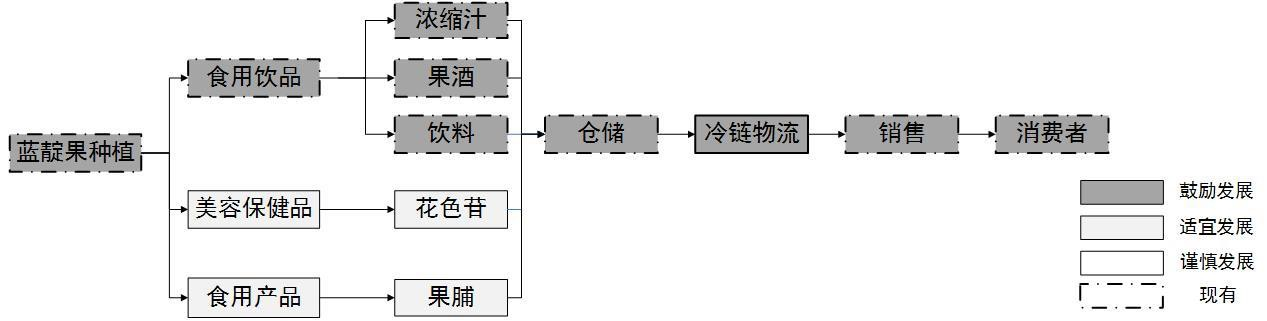 浓缩汁
食用饮品
果酒
饮料
仓储
冷链物流
销售
消费者
蓝靛果种植
美容保健品
花色苷
食用产品
果脯
鼓励发展
适宜发展
谨慎发展
现有